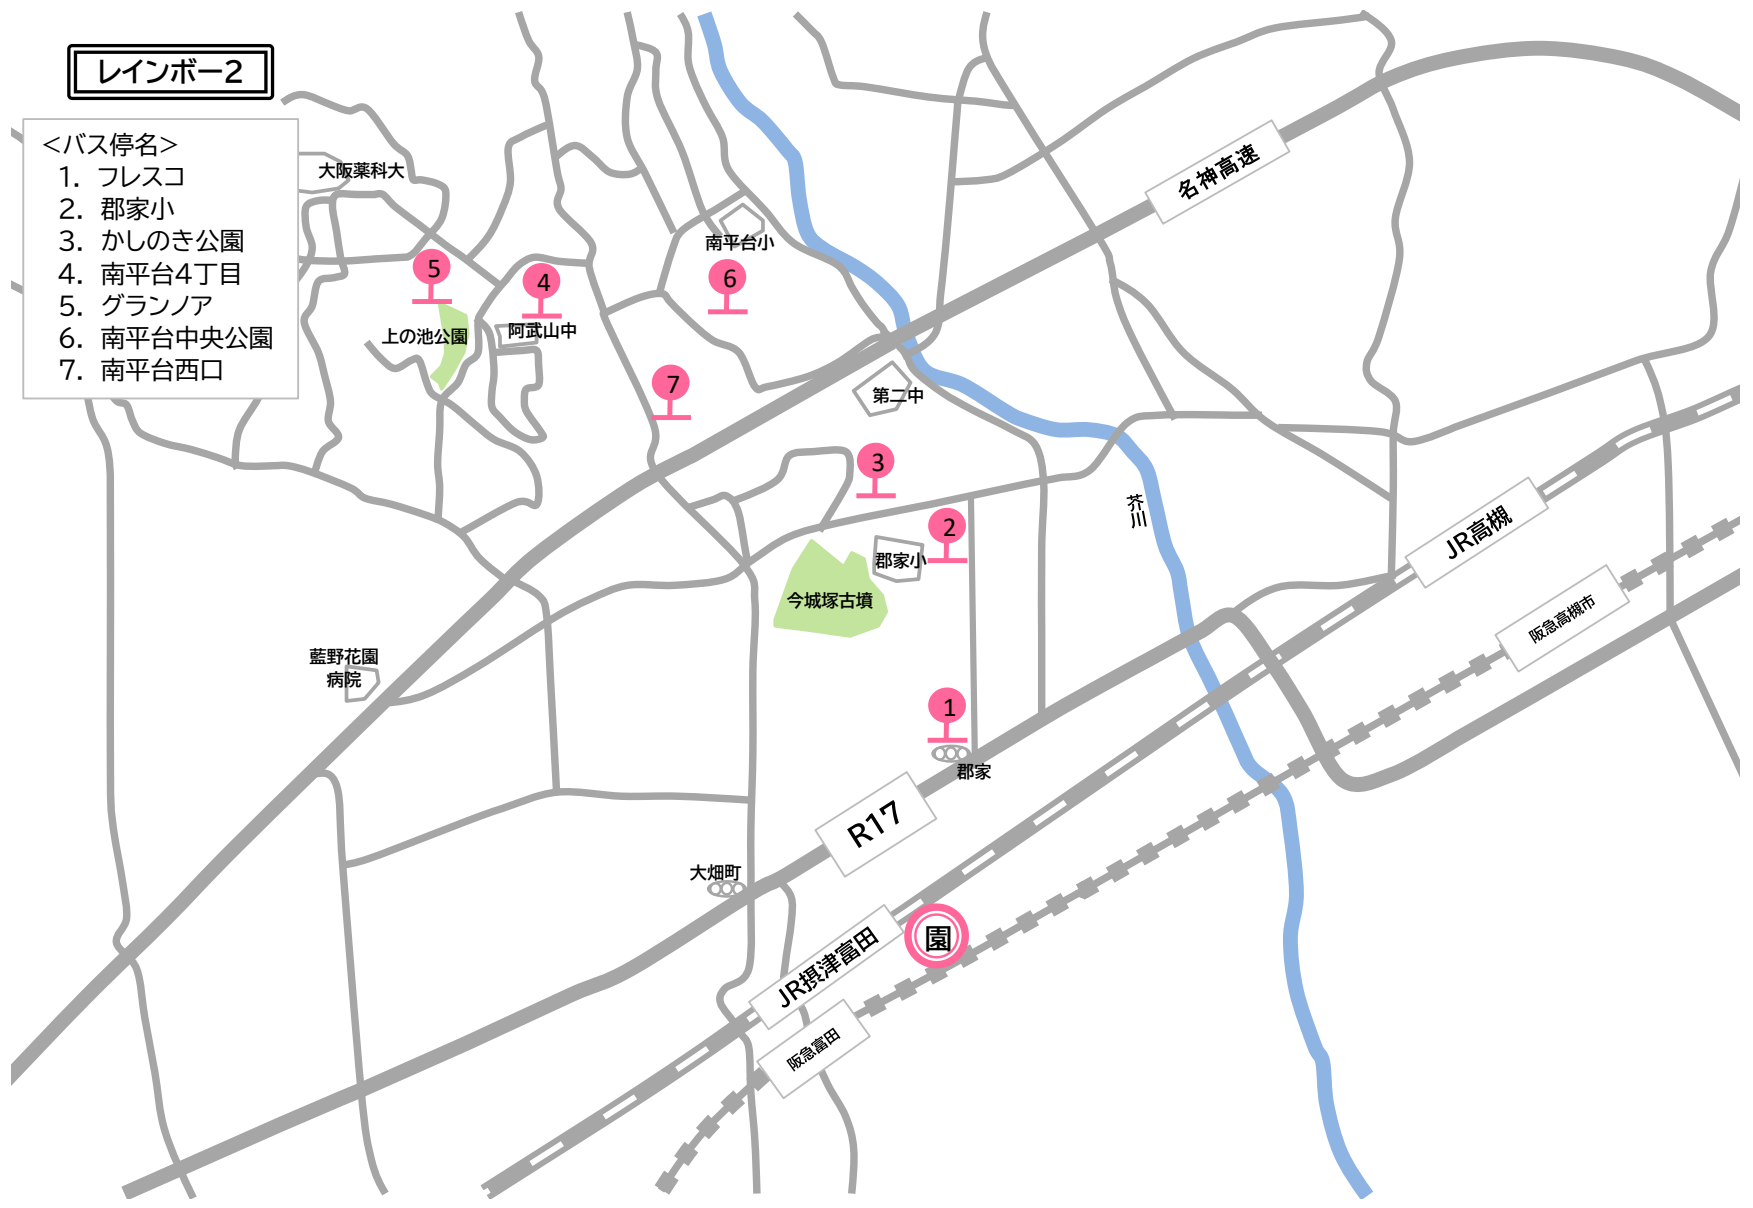 レインボー2
<バス停名>
1. フレスコ
2. 郡家小
3. かしのき公園
4. 南平台4丁目
5. グランノア
6. 南平台中央公園
7. 南平台西口
大阪薬科大
名神高速
南平台小
5
4
6
上の池公園
阿武山中
7
第二中
3
芥川
2
郡家小
JR高槻
今城塚古墳
阪急高槻市
藍野花園
病院
1
郡家
R17
大畑町
園
JR摂津富田
阪急富田